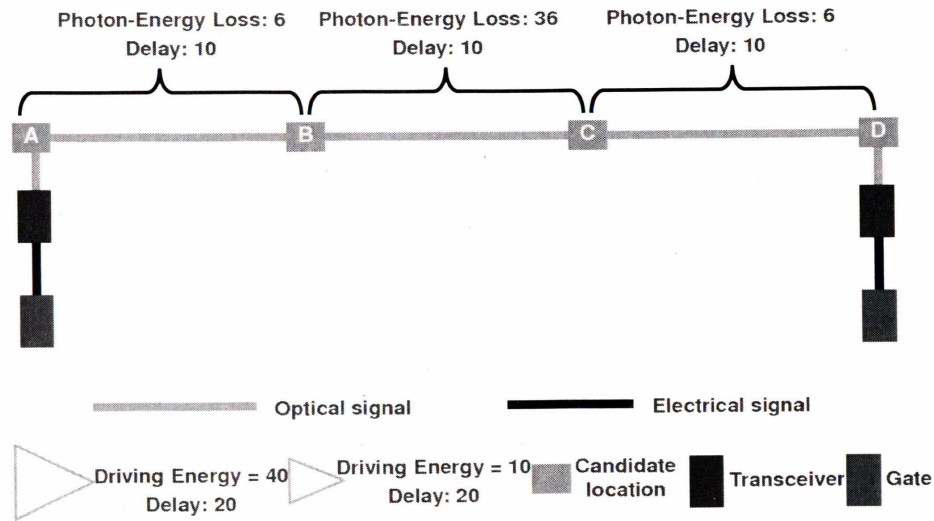 Photon-Energy Loss: 6
Delay: 10
Photon-Energy Loss: 36
Delay: 10
Photon-Energy Loss: 6
Delay: 10
A
B
C
D
Optical signal
Electrical signal
Driving Energy = 40
Delay: 20
Driving Energy = 10
Delay: 20
Candidate
location
Transceiver
Gate